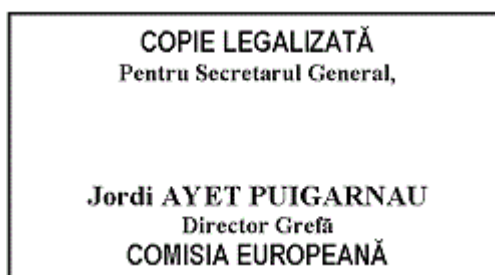 COPIE LEGALIZATĂ
Pentru Secretarul General,
Jordi AYET PUIGARNAU
Director Grefă
COMISIA EUROPEANĂ